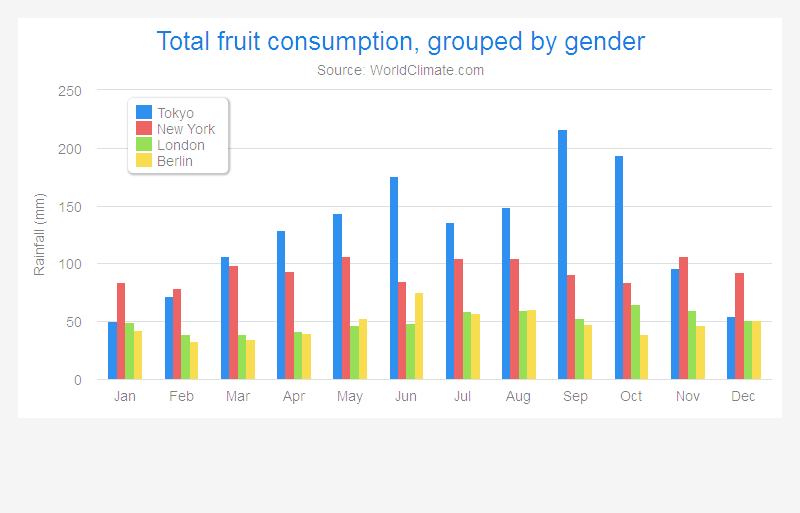 Total fruit consumption, grouped by gender
Source: WorldClimate.com
Rainfall (mm)
250
200
150
100
50
0
Tokyo
New York
London
Berlin
Jan Feb Mar Apr May Jun Jul Aug Sep Oct Nov Dec